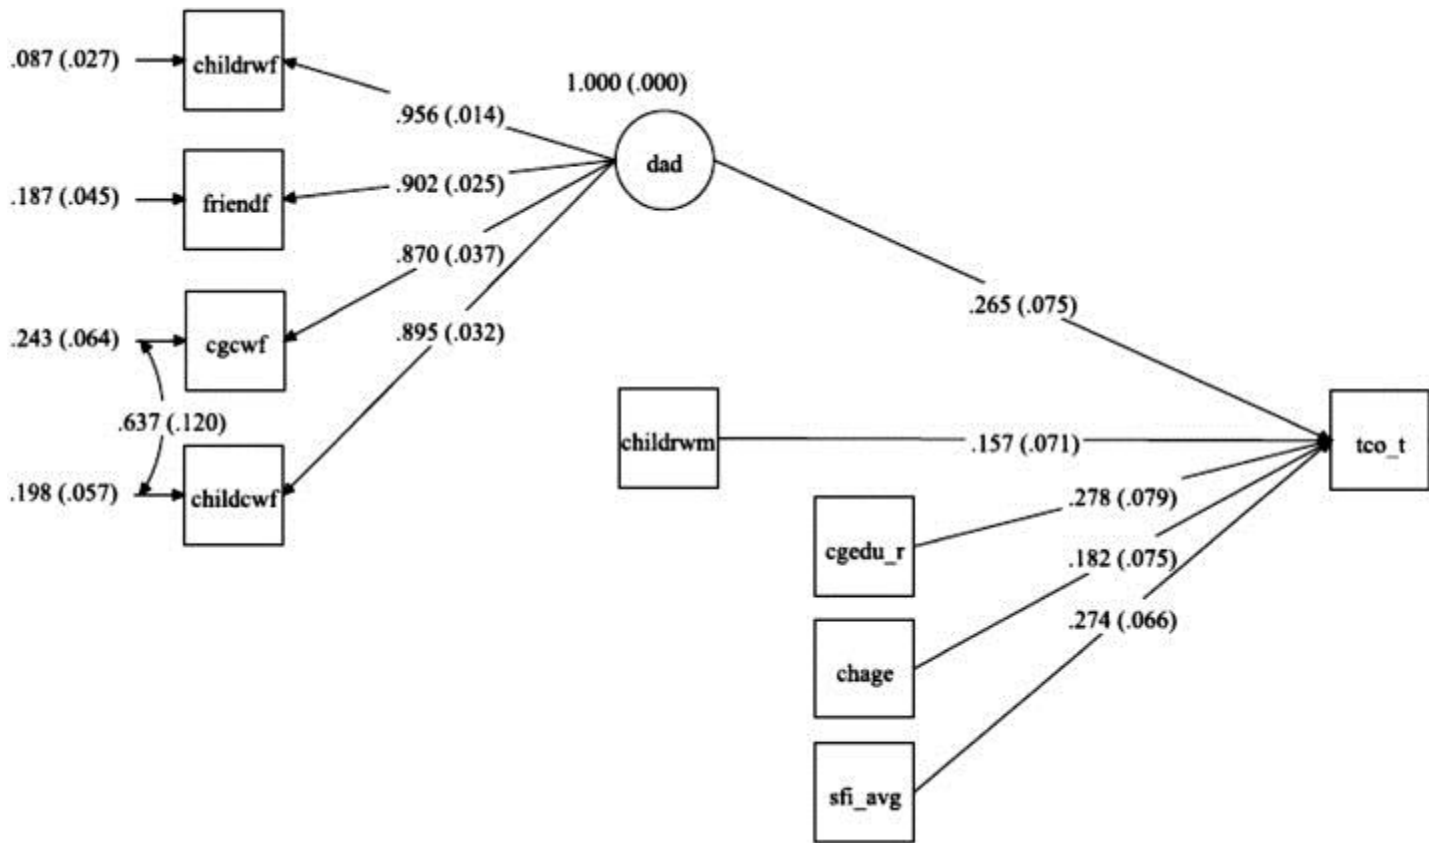 1.000 (.000)
.087 (.027)
childrwf
.956 (.014)
dad
.187 (.045)
friendf
.902 (.025)
.243 (.064)
cgcwf
.870 (.037)
.637 (.120)
.198 (.057)
childcwf
.895 (.032)
.265 (.075)
childrwm
.157 (.071)
tco_t
cgedu_r
.278 (.079)
chage
.182 (.075)
sfi_avg
.274 (.066)